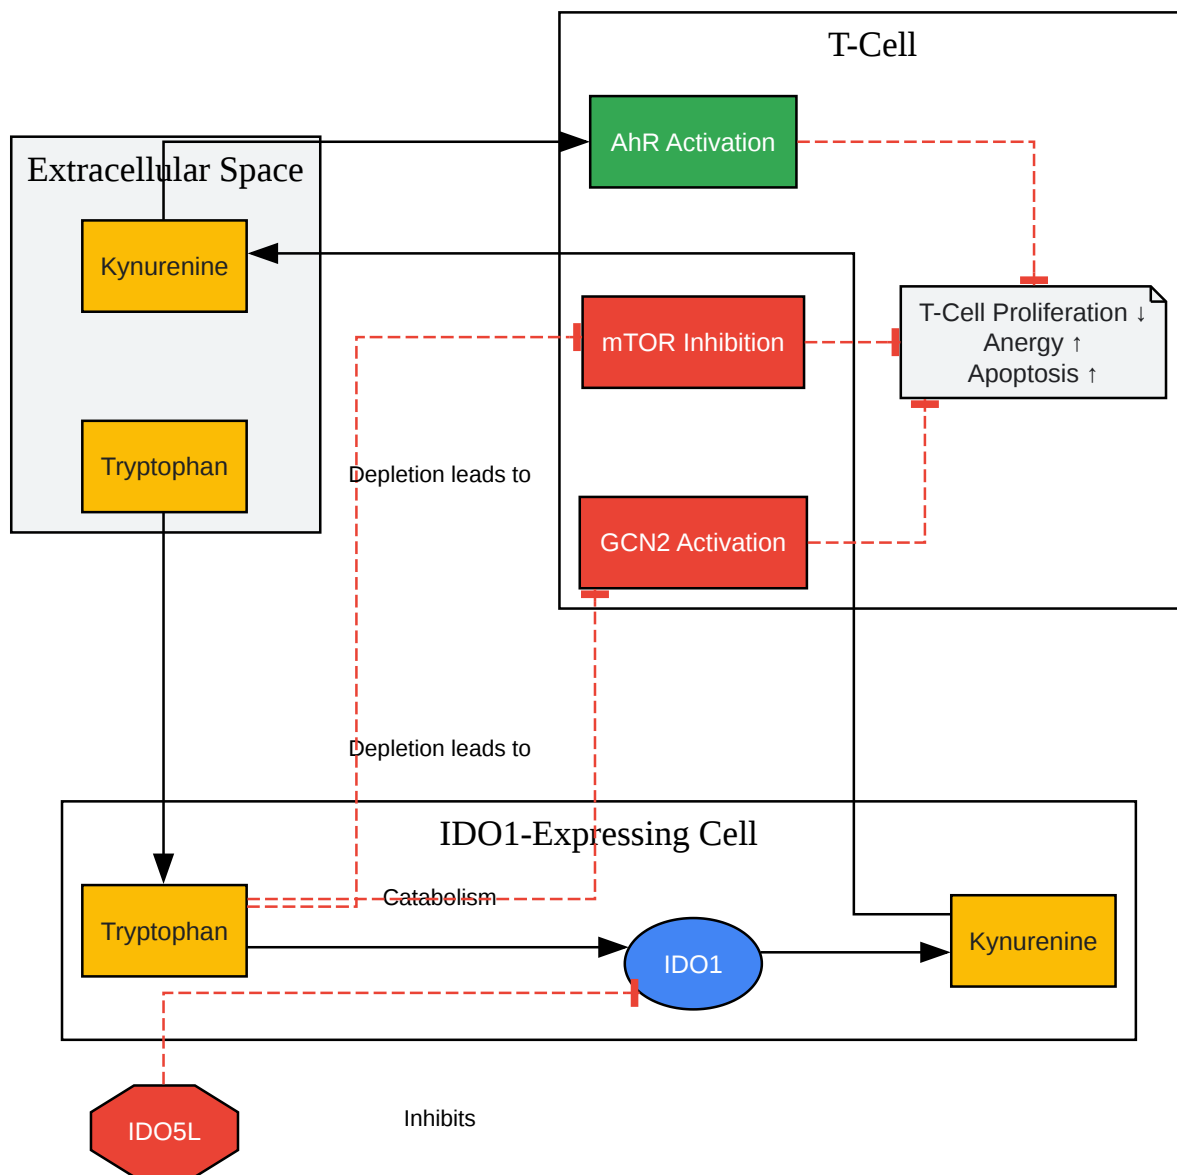 T-Cell
AhR Activation
Extracellular Space
Kynurenine
T-Cell Proliferation ↓
Anergy ↑
Apoptosis ↑
mTOR Inhibition
Tryptophan
Depletion leads to
GCN2 Activation
Depletion leads to
IDO1-Expressing Cell
Catabolism
Tryptophan
IDO1
Kynurenine
Inhibits
IDO5L